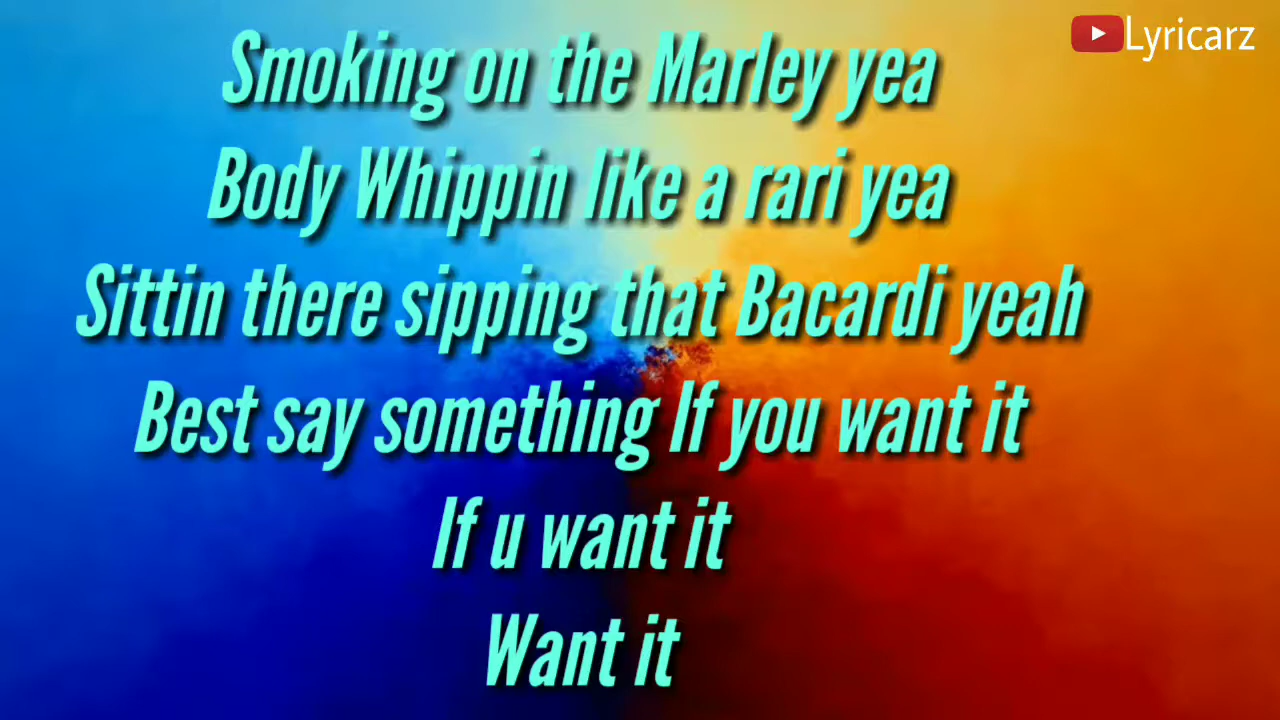 Lyricarz
Smoking on the Marley yea
Body Whippin like a rari yea
Sittin there sipping that Bacardi yeah
Best say something If you want it
If u want it
Want it